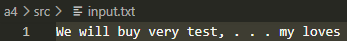 a4 > src > input.txt
1 We will buy very test, . . . my loves